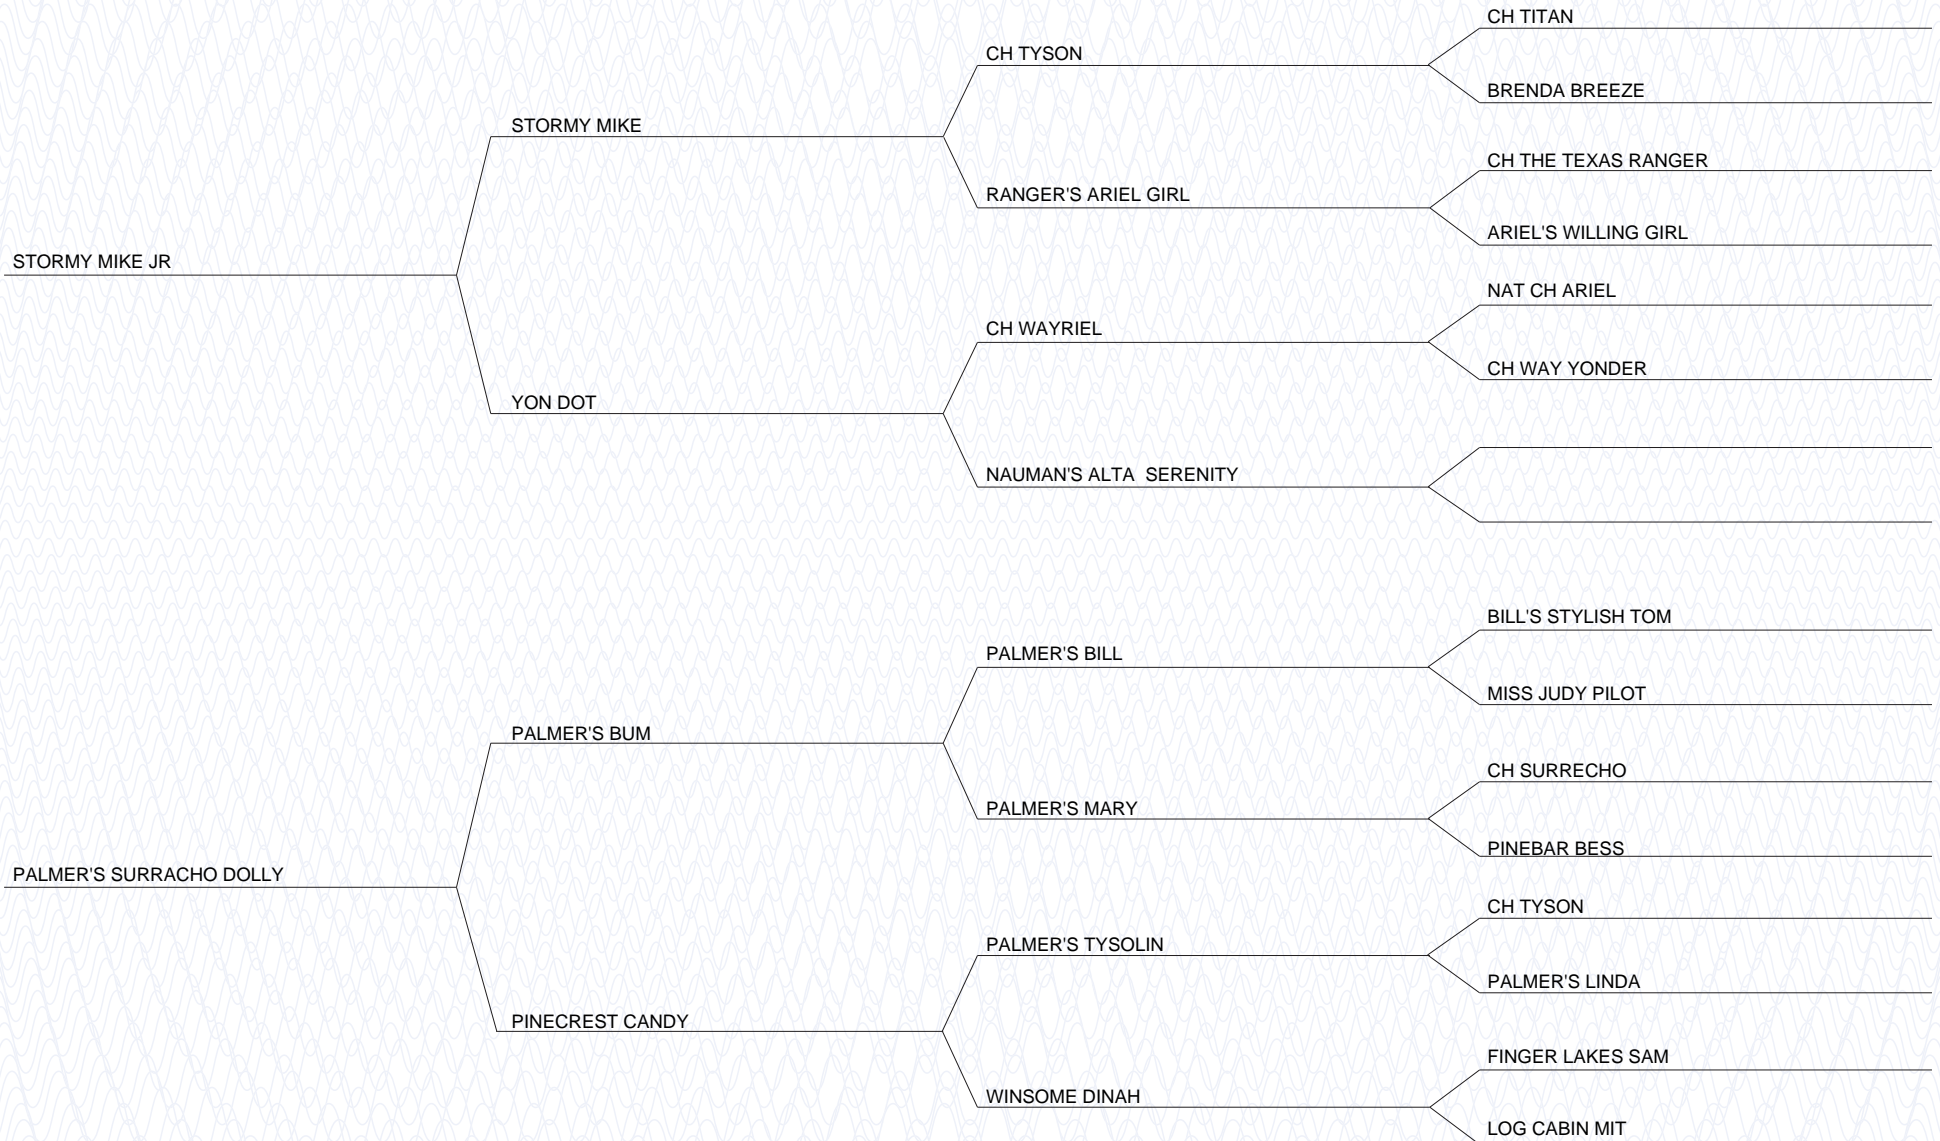 CH TITAN
CH TYSON
BRENDA BREEZE
STORMY MIKE
CH THE TEXAS RANGER
RANGER'S ARIEL GIRL
ARIEL'S WILLING GIRL
STORMY MIKE JR
NAT CH ARIEL
CH WAYRIEL
CH WAY YONDER
YON DOT
NAUMAN'S ALTA  SERENITY
BILL'S STYLISH TOM
PALMER'S BILL
MISS JUDY PILOT
PALMER'S BUM
CH SURRECHO
PALMER'S MARY
PINEBAR BESS
PALMER'S SURRACHO DOLLY
CH TYSON
PALMER'S TYSOLIN
PALMER'S LINDA
PINECREST CANDY
FINGER LAKES SAM
WINSOME DINAH
LOG CABIN MIT